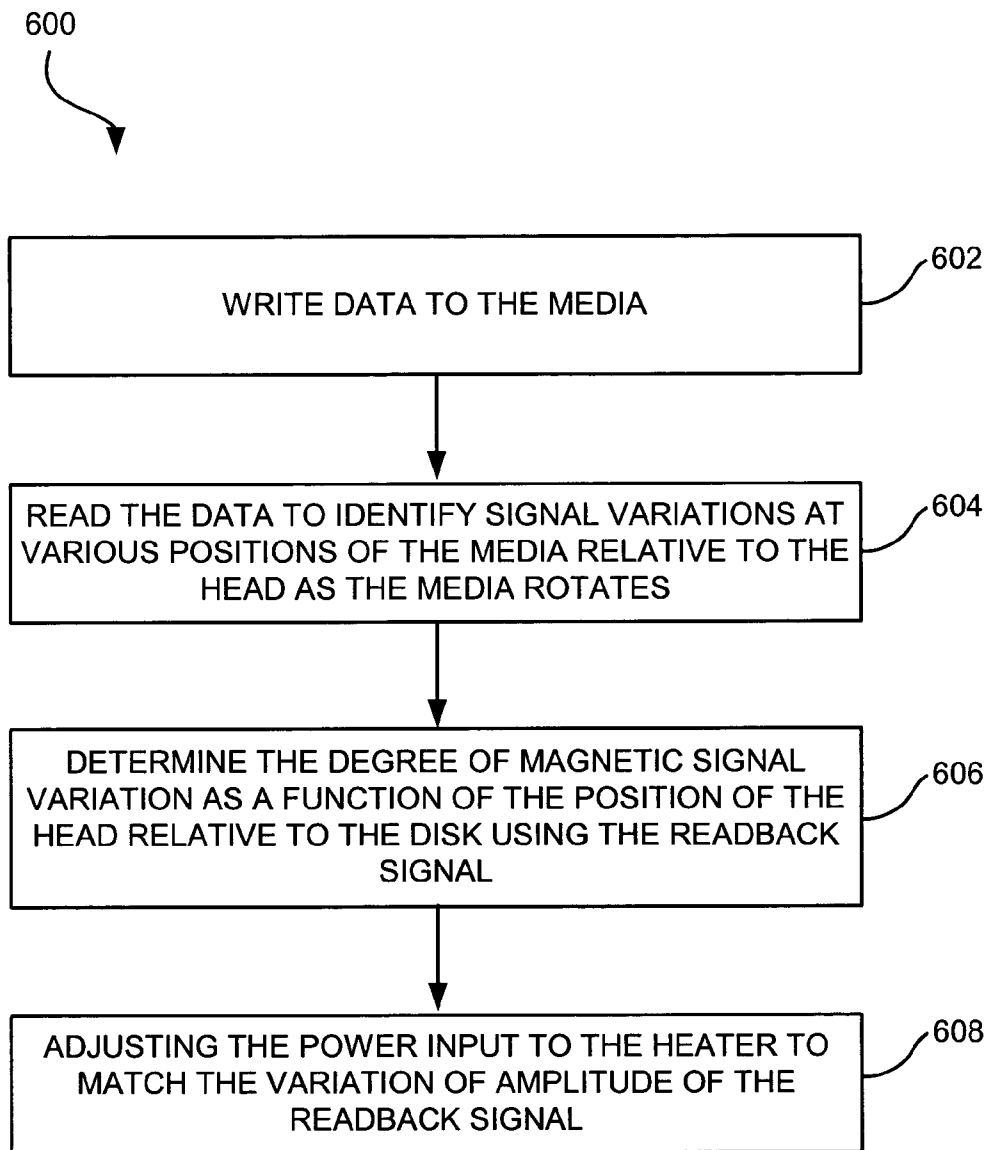 600
WRITE DATA TO THE MEDIA
602
READ THE DATA TO IDENTIFY SIGNAL VARIATIONS AT
VARIOUS POSITIONS OF THE MEDIA RELATIVE TO THE
HEAD AS THE MEDIA ROTATES
604
DETERMINE THE DEGREE OF MAGNETIC SIGNAL
VARIATION AS A FUNCTION OF THE POSITION OF THE
HEAD RELATIVE TO THE DISK USING THE READBACK
SIGNAL
606
ADJUSTING THE POWER INPUT TO THE HEATER TO
MATCH THE VARIATION OF AMPLITUDE OF THE
READBACK SIGNAL
608